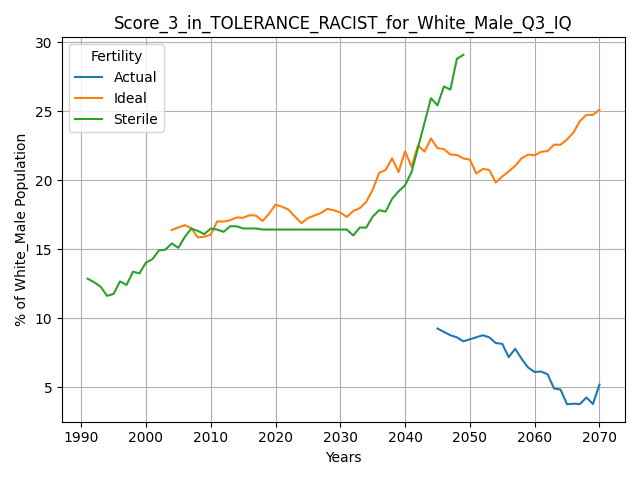 Score_3_in_TOLERANCE_RACIST_for_White_Male_Q3_IQ
Fertility
Actual
Ideal
Sterile
% of White_Male Population
30
25
20
15
10
5
1990 2000 2010 2020 2030 2040 2050 2060 2070
Years